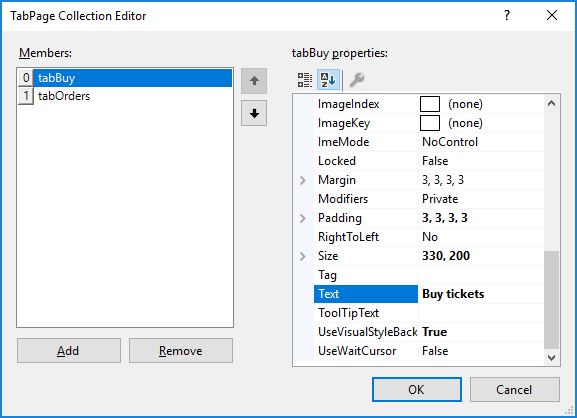 TabPage Collection Editor
Members:
0 tabBuy
1 tabOrders
Add
Remove
tabBuy properties:
ImageIndex (none)
ImageKey (none)
ImeMode NoControl
Locked False
Margin 3, 3, 3, 3
Modifiers Private
Padding 3, 3, 3, 3
RightToLeft No
Size 330, 200
Tag
Text Buy tickets
ToolTipText
UseVisualStyleBack True
UseWaitCursor False
OK
Cancel